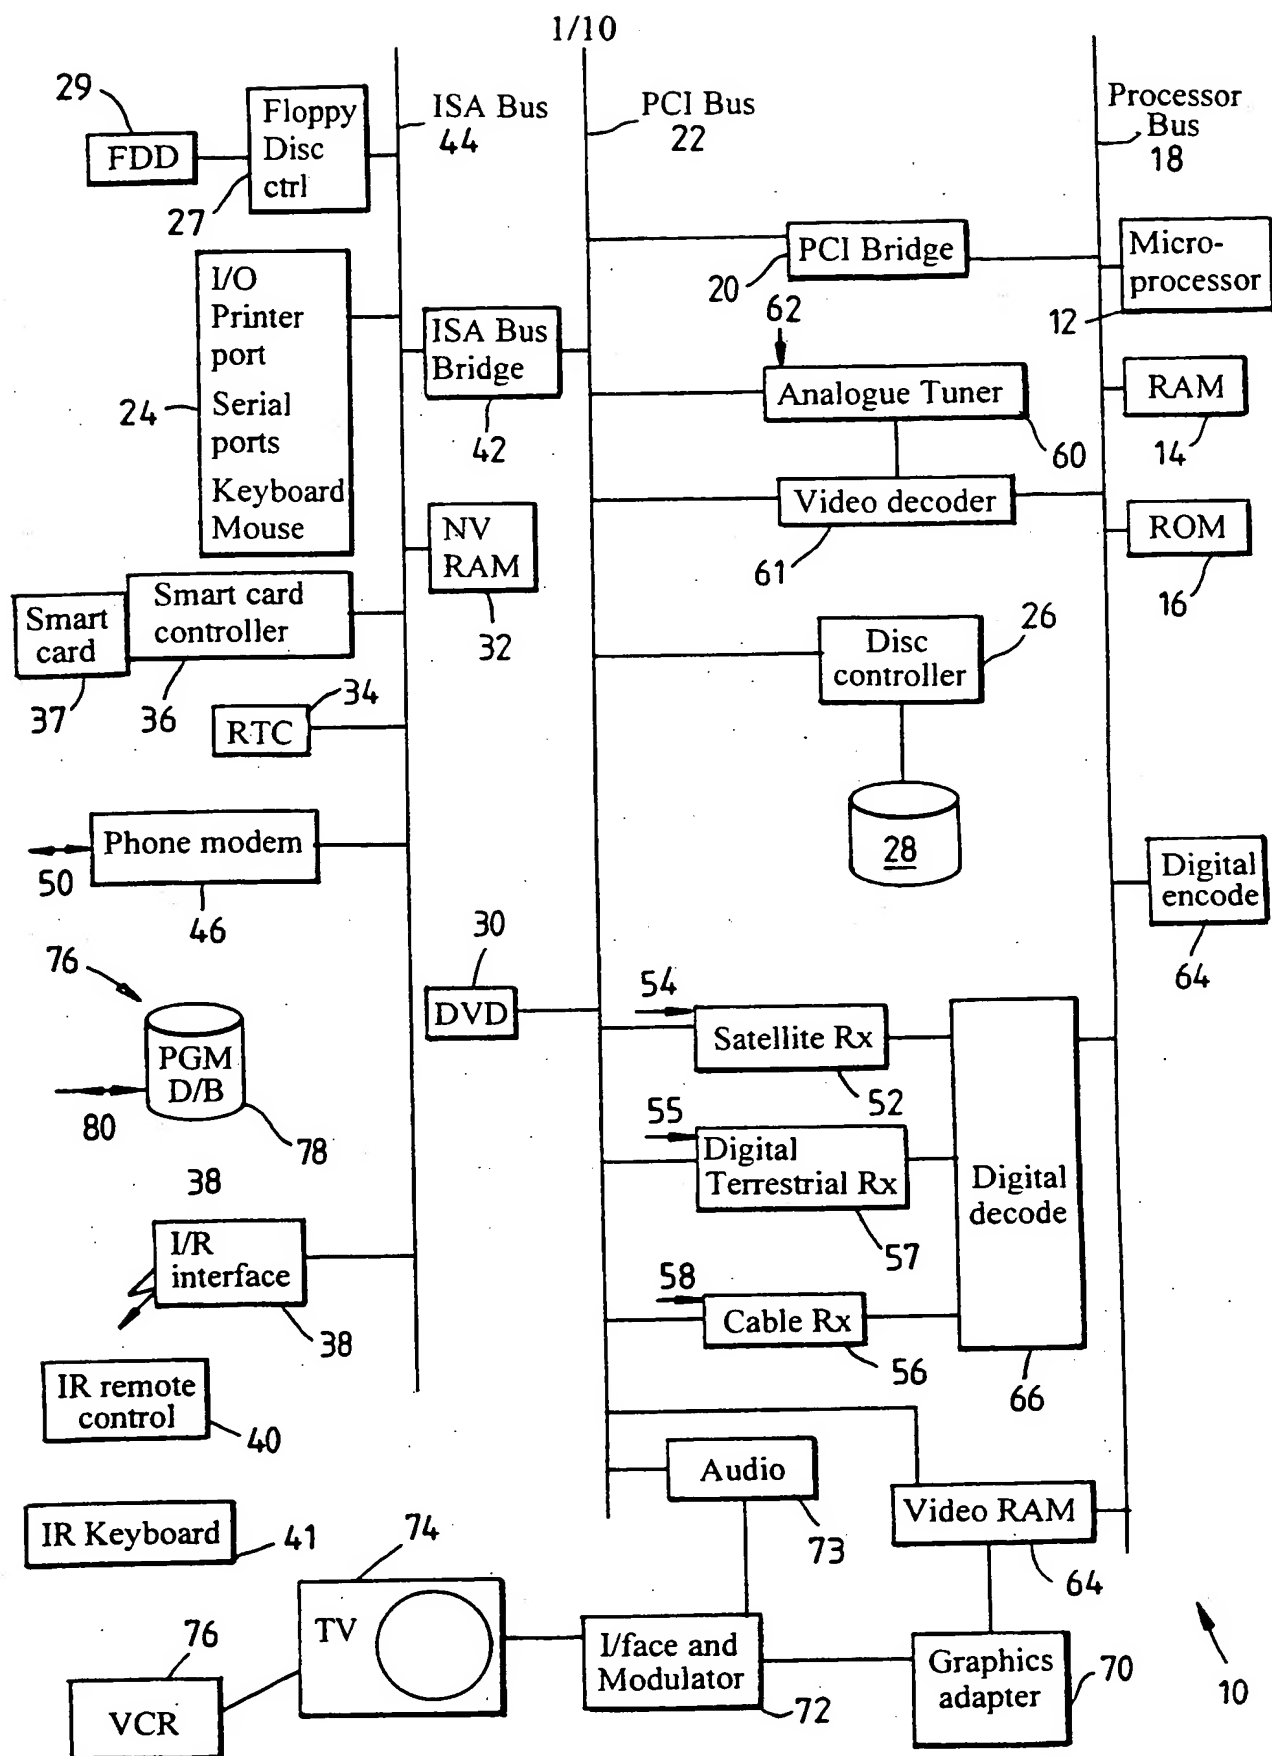 1/10
29
FDD
Floppy
Disc
ctrl
27
ISA Bus
44
PCI Bus
22
Processor
Bus
18
PCI Bridge
20
Micro-
processor
12
I/O
Printer
port
Serial
ports
Keyboard
Mouse
24
ISA Bus
Bridge
42
62
Analogue Tuner
60
RAM
14
Video decoder
61
ROM
16
NV
RAM
32
Smart
card
37
Smart card
controller
36
34
RTC
26
Disc
controller
28
Phone modem
50
46
Digital
encode
64
76
PGM
D/B
80
78
30
DVD
54
Satellite Rx
52
55
Digital
Terrestrial Rx
57
58
Cable Rx
56
Digital
decode
66
38
I/R
interface
38
IR remote
control
40
IR Keyboard
41
Audio
73
Video RAM
64
74
TV
76
VCR
I/face and
Modulator
72
Graphics
adapter
70
10